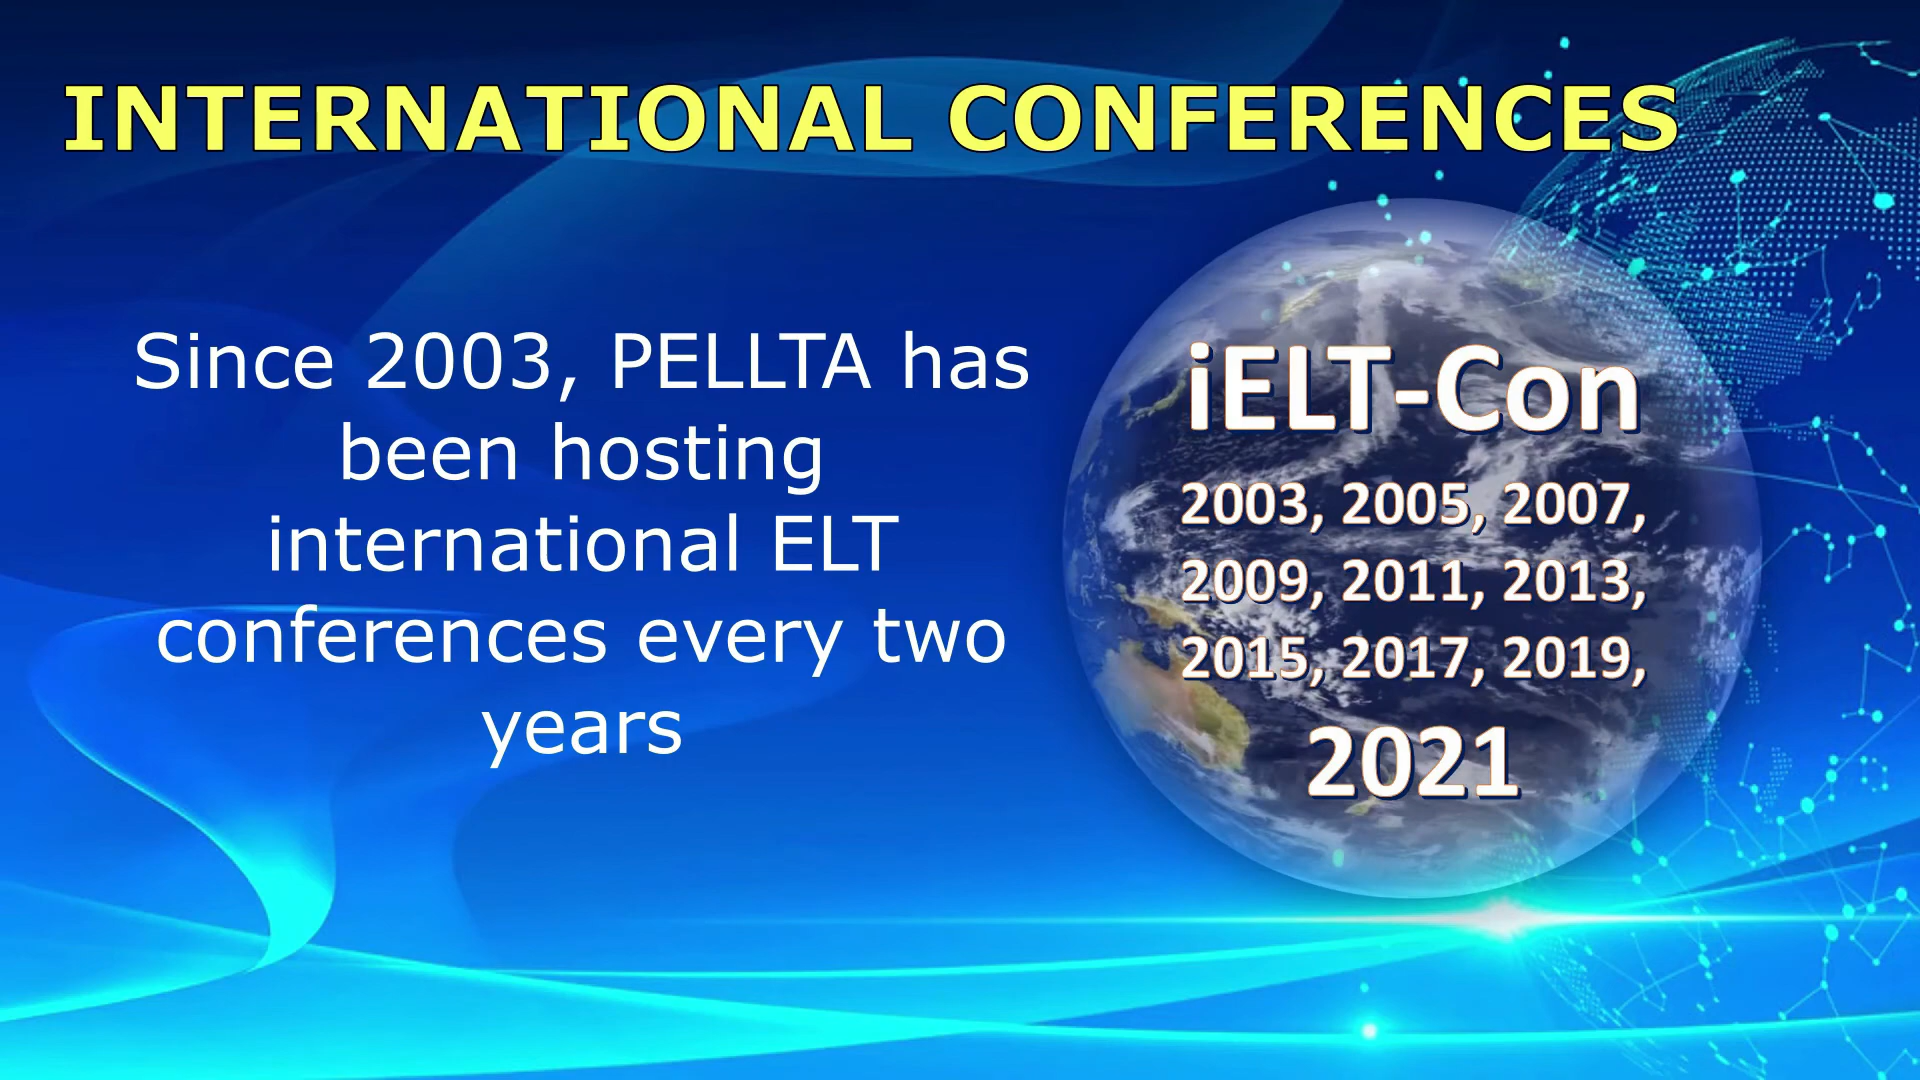 INTERNATIONAL CONFERENCES
Since 2003, PELLTA has
been hosting
international ELT
conferences every two
years
iELT-Con
2003, 2005, 2007,
2009, 2011, 2013,
2015, 2017, 2019,
2021